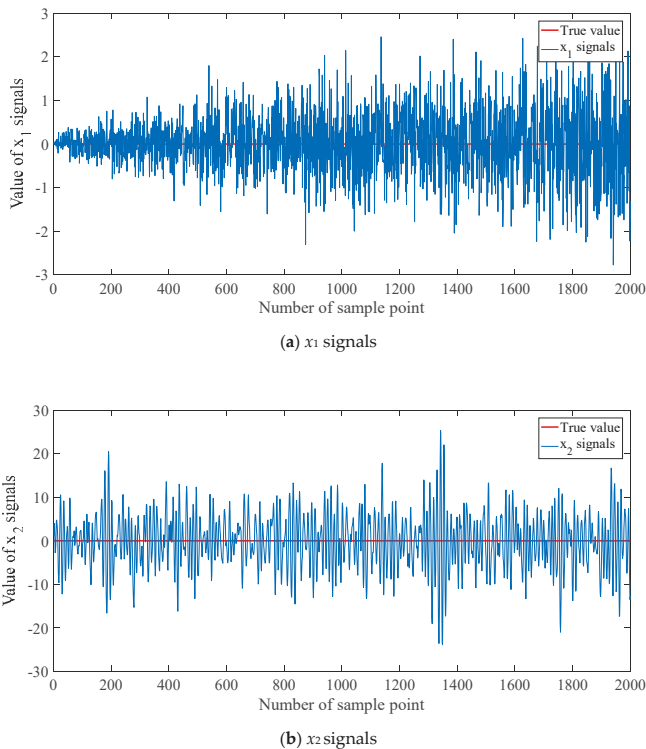 3
2
1
0
-1
-2
-3
Value of x1 signals
True value
x1 signals
0 200 400 600 800 1000 1200 1400 1600 1800 2000
Number of sample point
(a) x1 signals
30
20
10
0
-10
-20
-30
Value of x2 signals
True value
x2 signals
0 200 400 600 800 1000 1200 1400 1600 1800 2000
Number of sample point
(b) x2 signals